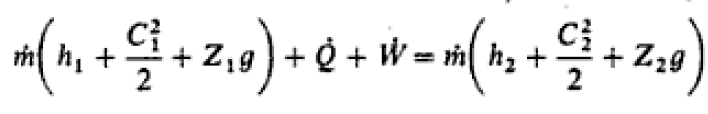 ṁ(h₁ + C₁²/2 + Z₁g) + Q̇ + Ẇ = ṁ(h₂ + C₂²/2 + Z₂g)